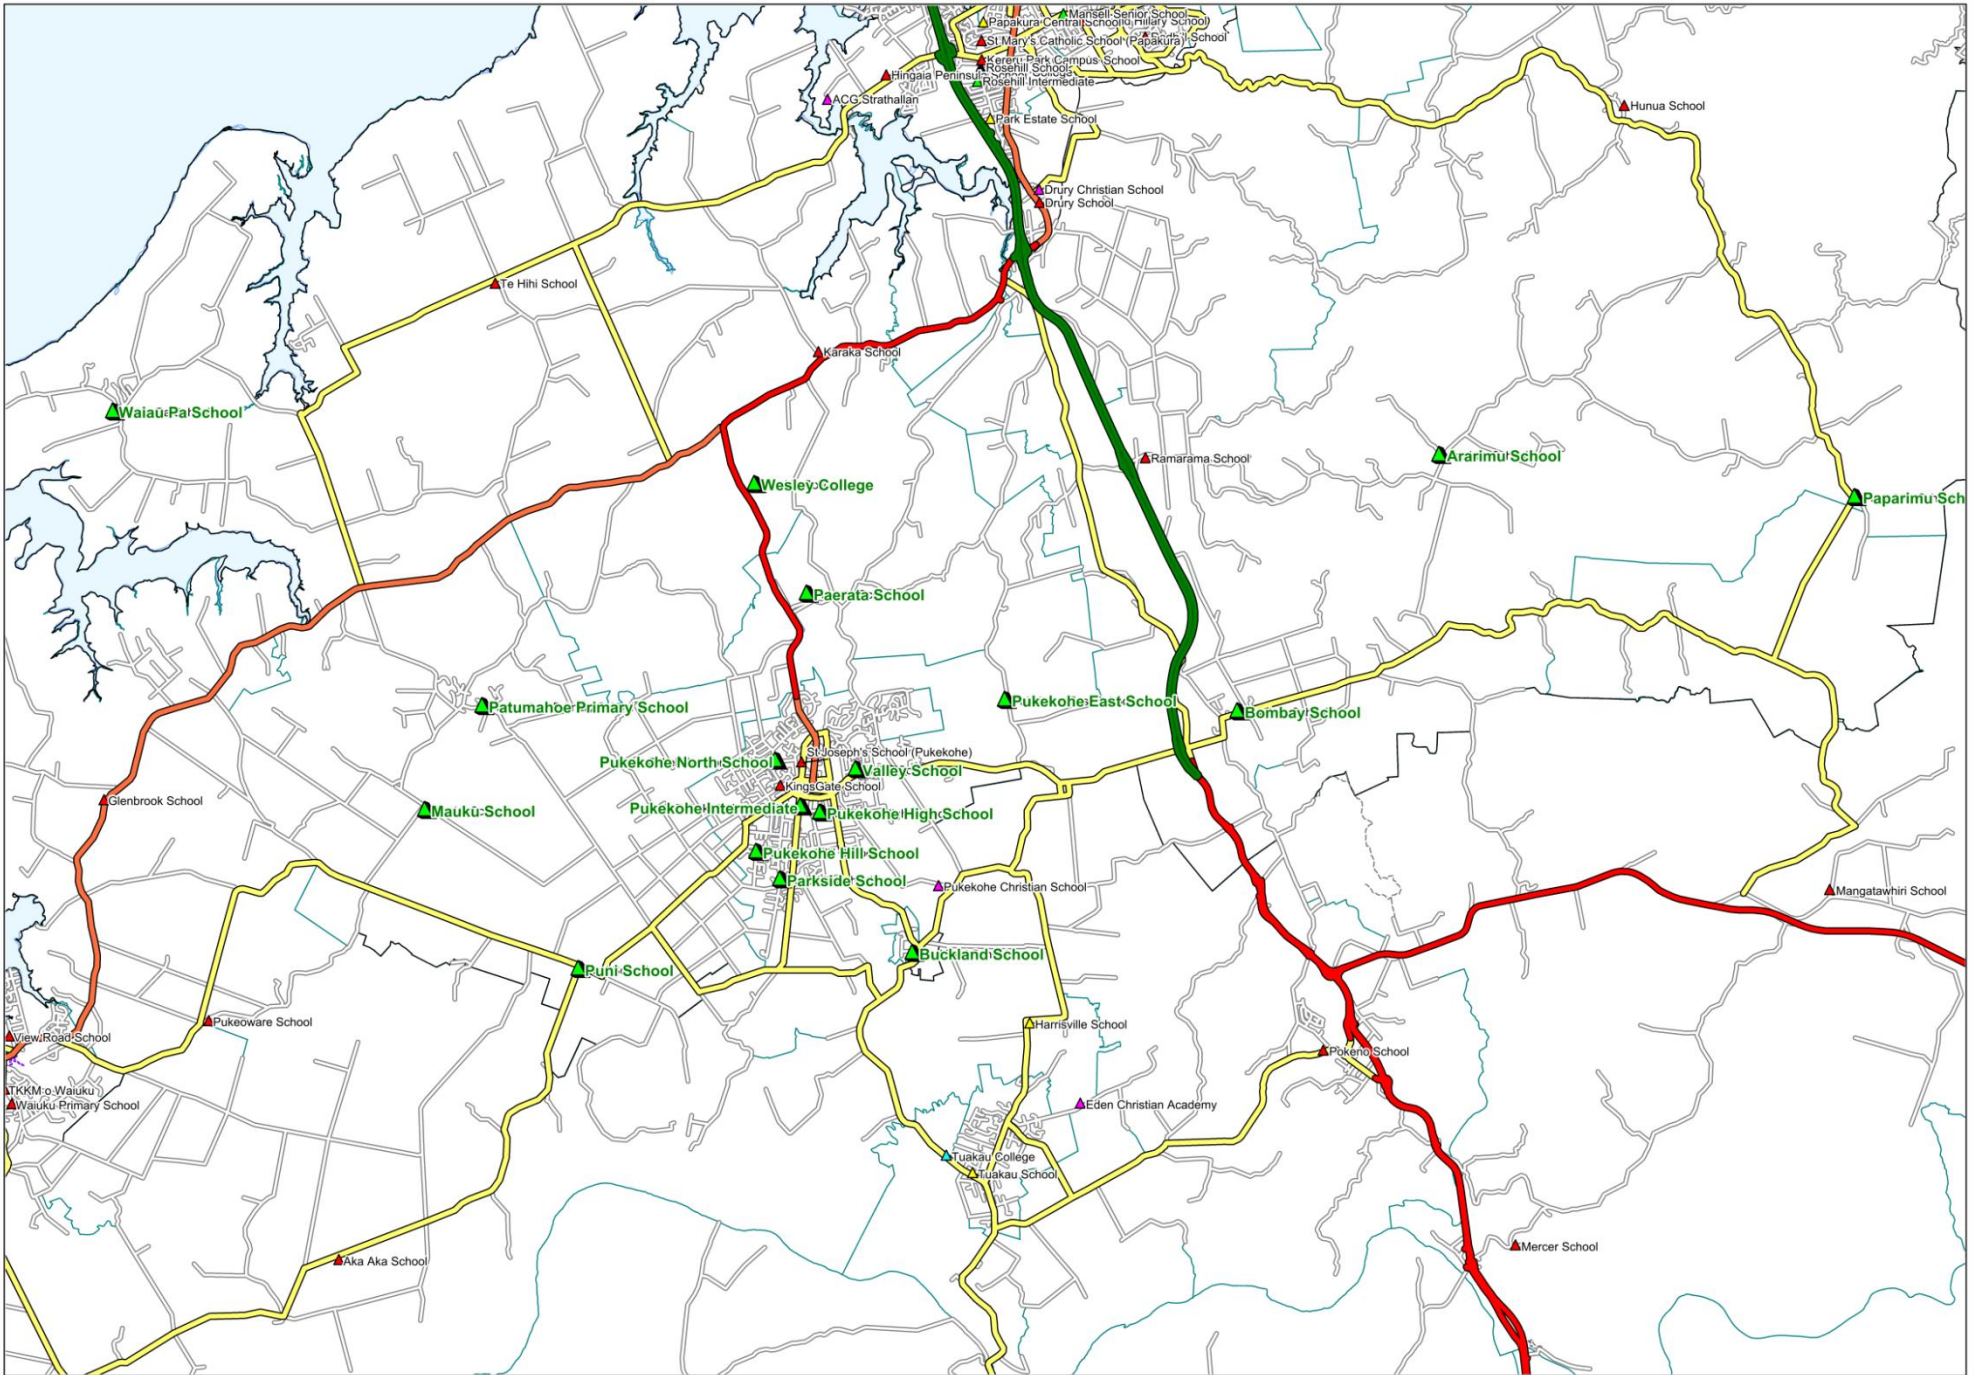 Mansell Senior School
Papakura Central School
Hillary School
St Mary's Catholic School (Papakura)
School
Kereru Park Campus School
Rosehill School
College
Hingaia Peninsula School
Rosehill Intermediate
ACG Strathallan
Hunua School
Park Estate School
Drury Christian School
Drury School
Te Hihi School
Karaka School
Waiau Pa School
Ararimu School
Ramarama School
Wesley College
Paparimu Sch
Paerata School
Pukekohe East School
Patumahoe Primary School
Bombay School
St Joseph's School (Pukekohe)
Pukekohe North School
Valley School
KingsGate School
Glenbrook School
Pukekohe Intermediate
Mauku School
Pukekohe High School
Pukekohe Hill School
Parkside School
Pukekohe Christian School
Mangatawhiri School
Buckland School
Puni School
Pukeoware School
Harrisville School
View Road School
Pokeno School
TKKM o Waiuku
Waiuku Primary School
Eden Christian Academy
Tuakau College
Tuakau School
Mercer School
Aka Aka School